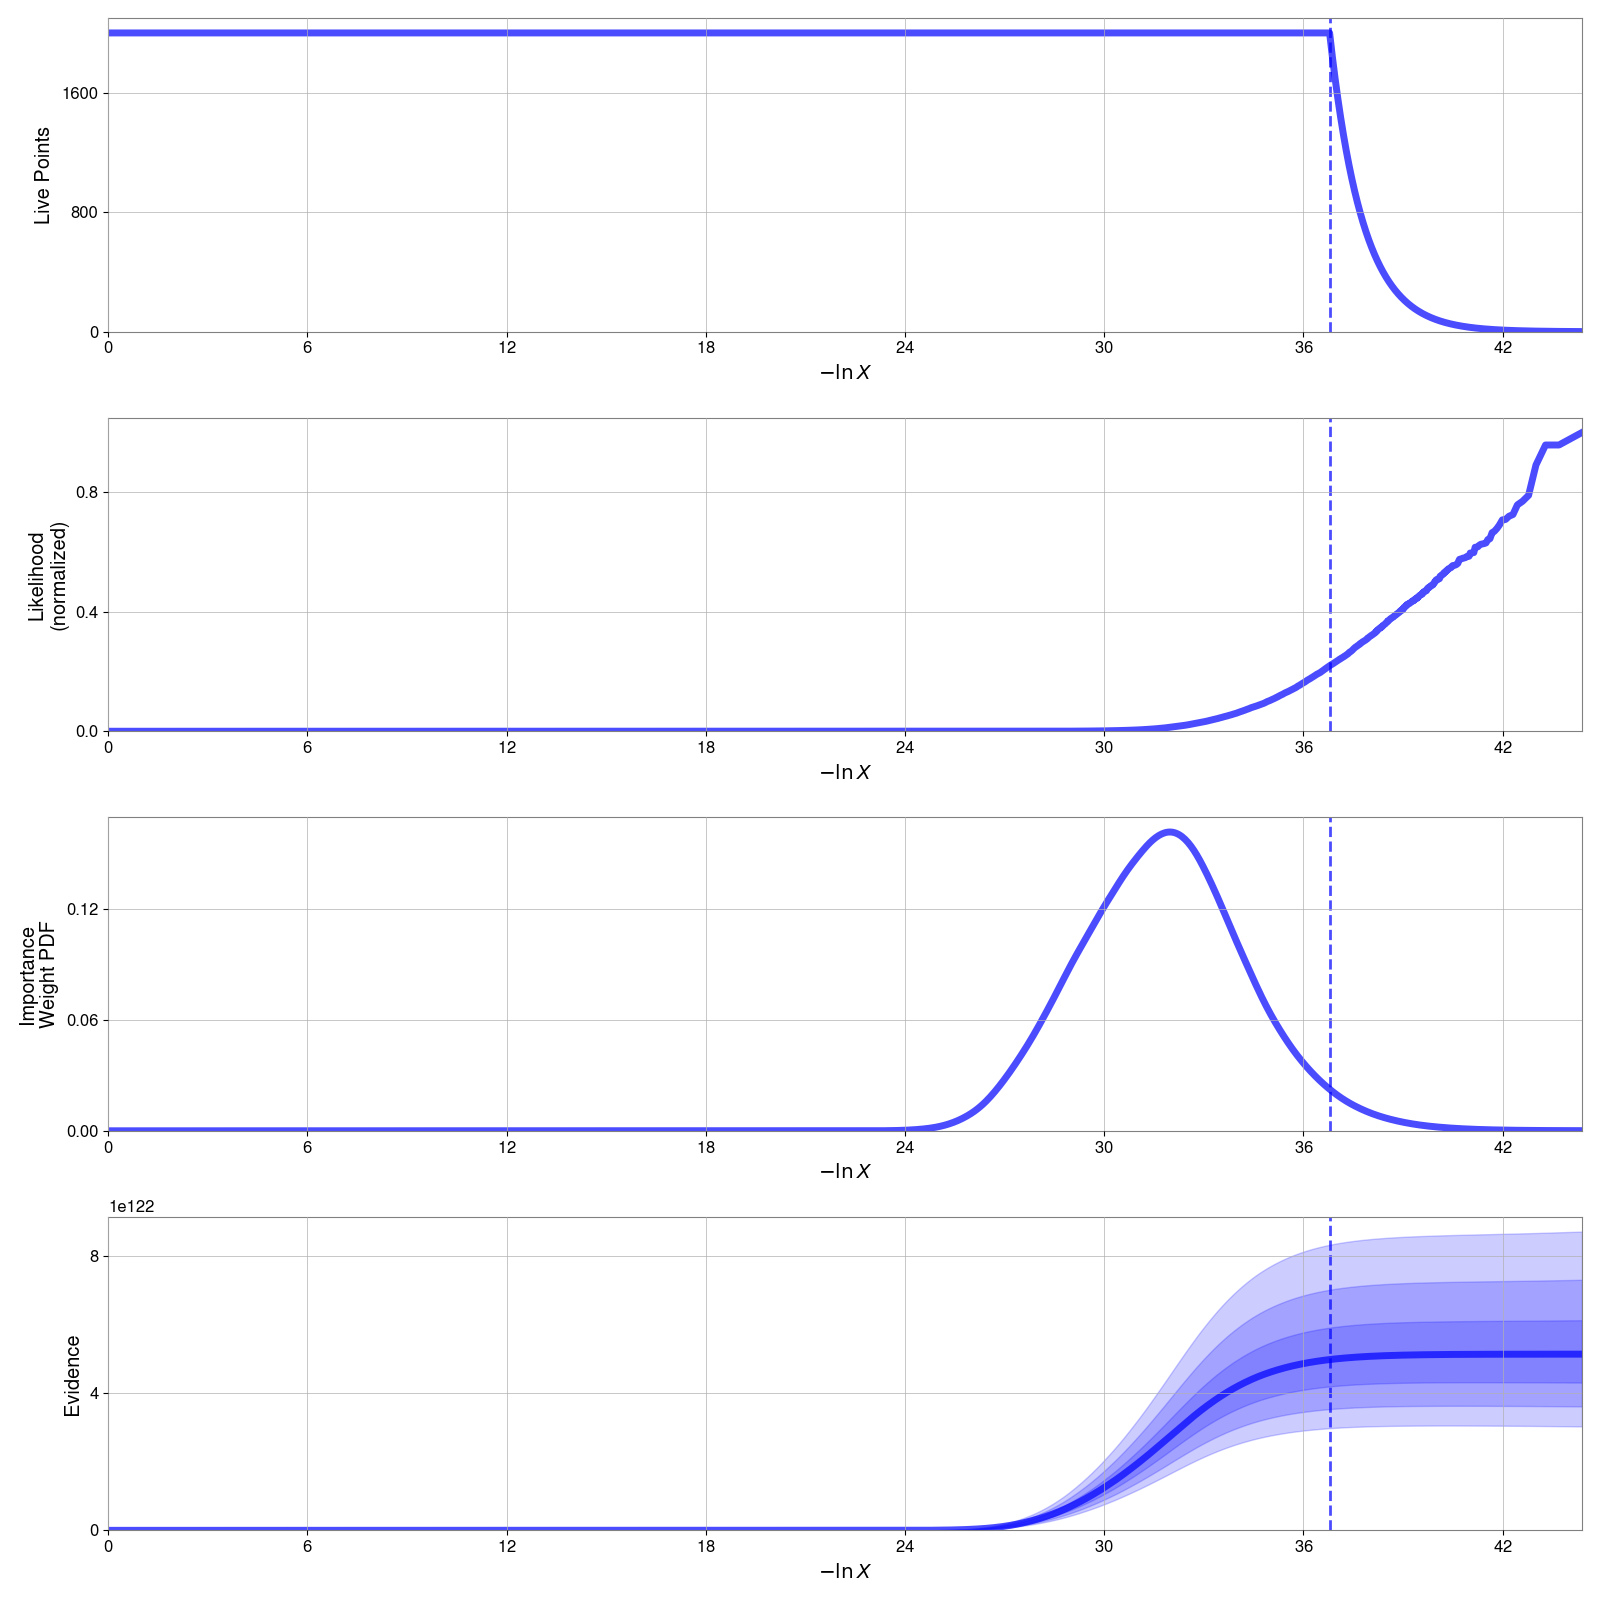 1600
800
0
Live Points
0 6 12 18 24 30 36 42
−ln X
0.8
0.4
0.0
Likelihood
(normalized)
0 6 12 18 24 30 36 42
−ln X
0.12
0.06
0.00
Importance
Weight PDF
0 6 12 18 24 30 36 42
−ln X
1e122
8
4
0
Evidence
0 6 12 18 24 30 36 42
−ln X